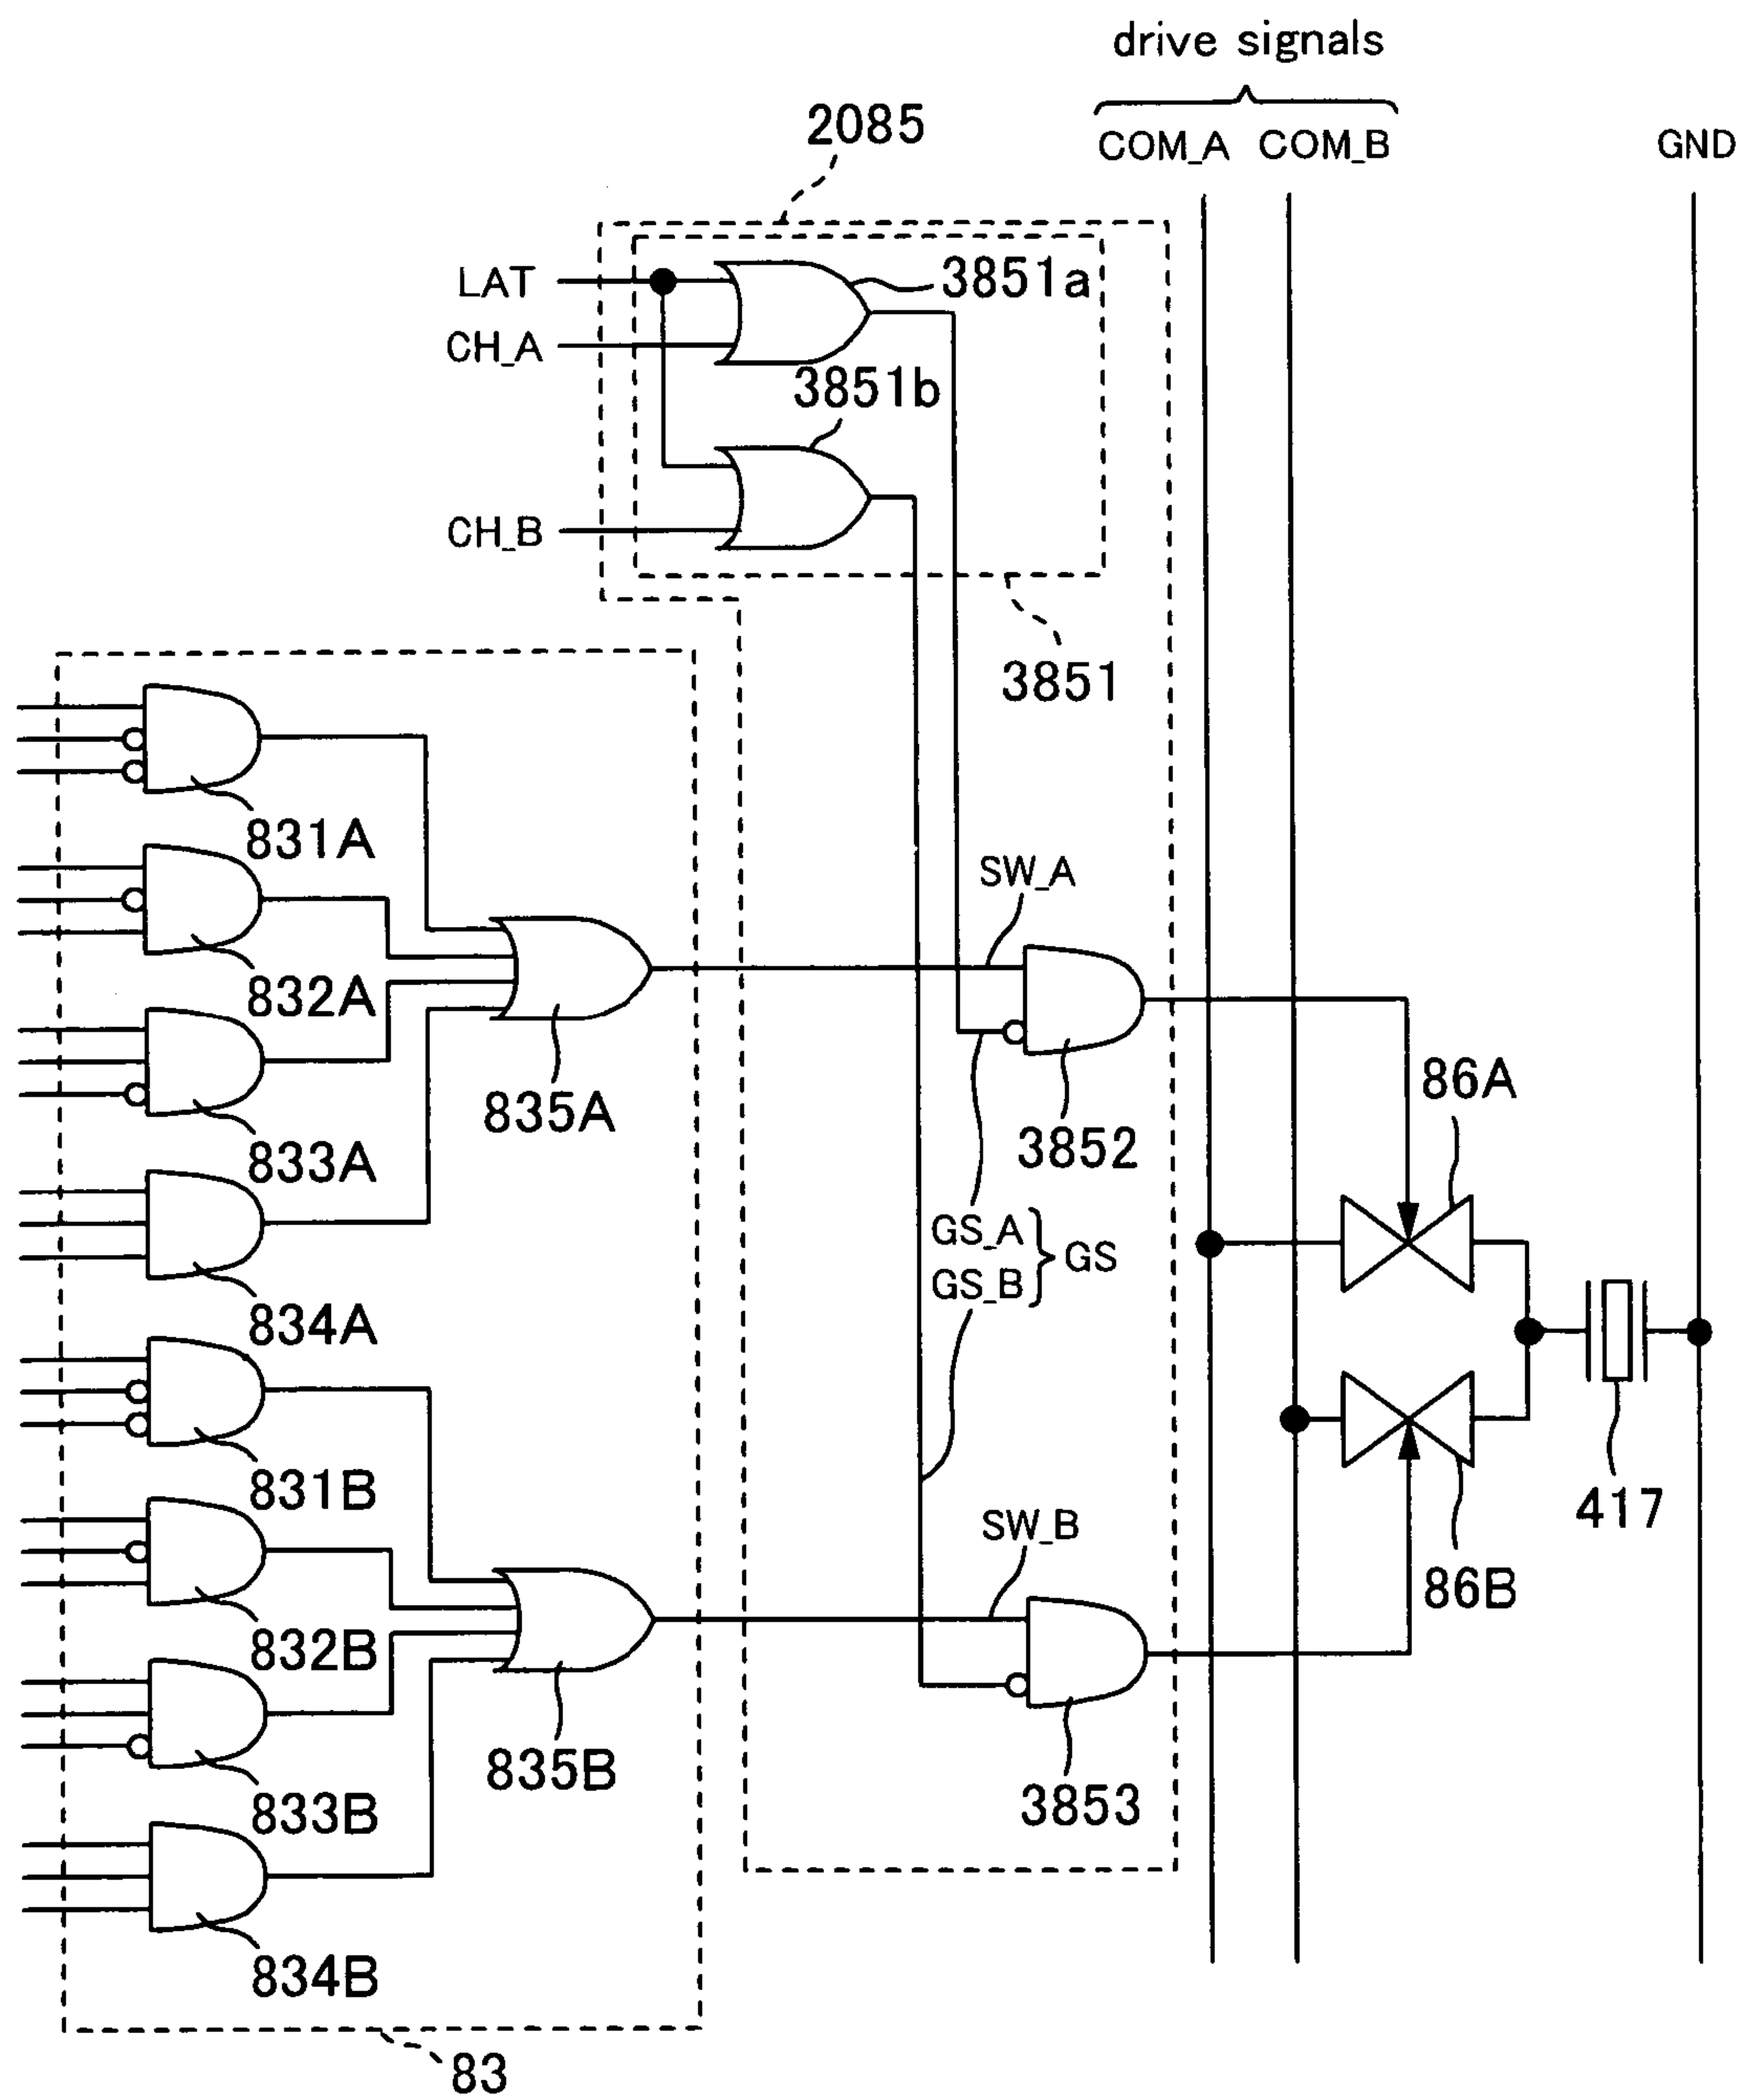 drive signals
2085
COM_A COM_B GND
LAT
3851a
CH_A
3851b
CH_B
3851
831A
SW_A
832A
86A
835A
3852
833A
GS_A
GS
GS_B
834A
831B
417
SW_B
86B
832B
835B
3853
833B
834B
83